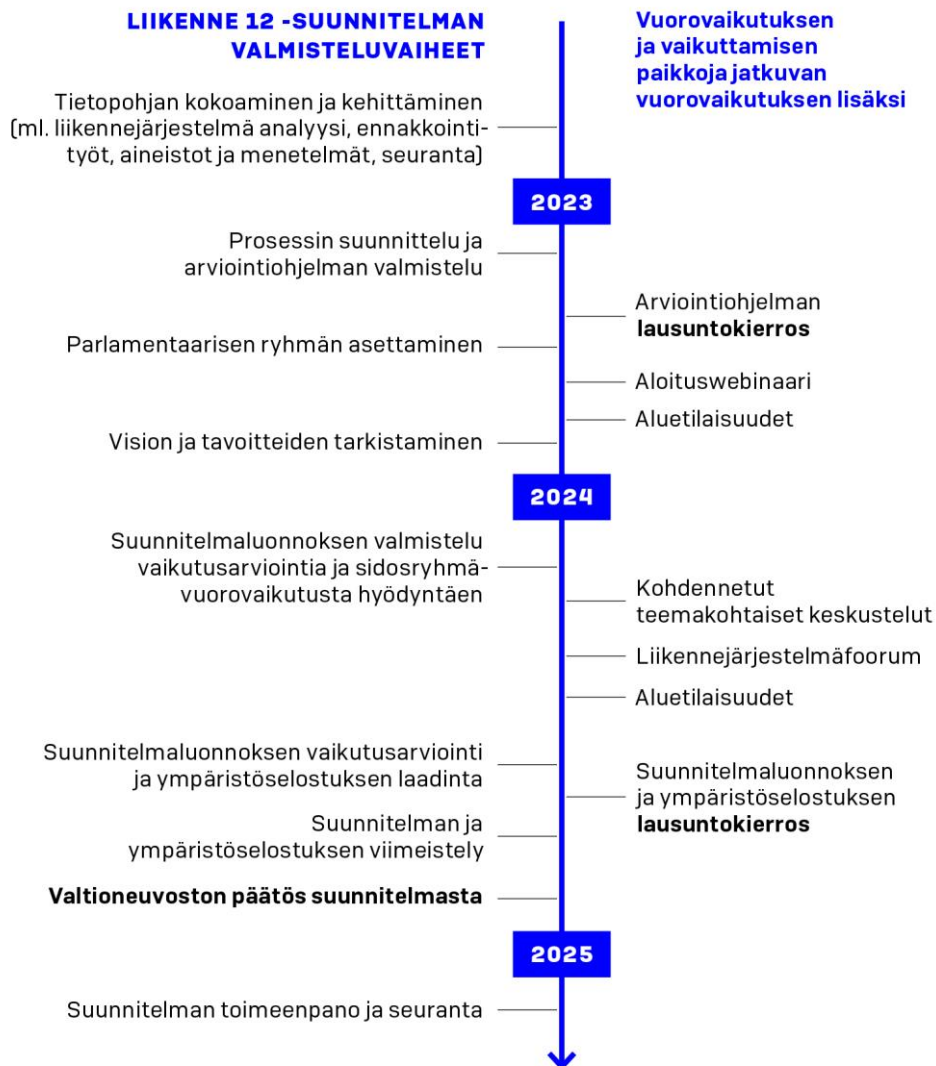 LIIKENNE 12 -SUUNNITELMAN
VALMISTELUVAIHEET
Vuorovaikutuksen
ja vaikuttamisen
paikkoja jatkuvan
vuorovaikutuksen lisäksi
Tietopohjan kokoaminen ja kehittäminen
(ml. liikennejärjestelmä analyysi, ennakkointi-
työt, aineistot ja menetelmät, seuranta)
2023
Prosessin suunnittelu ja
arviointiohjelman valmistelu
Arviointiohjelman
lausuntokierros
Parlamentaarisen ryhmän asettaminen
Aloituswebinaari
Aluetilaisuudet
Vision ja tavoitteiden tarkistaminen
2024
Suunnitelmaluonnoksen valmistelu
vaikutusarviointia ja sidosryhmä-
vuorovaikutusta hyödyntäen
Kohdennetut
teemakohtaiset keskustelut
Liikennejärjestelmäfoorum
Aluetilaisuudet
Suunnitelmaluonnoksen vaikutusarviointi
ja ympäristöselostuksen laadinta
Suunnitelmaluonnoksen
ja ympäristöselostuksen
lausuntokierros
Suunnitelman ja
ympäristöselostuksen viimeistely
Valtioneuvoston päätös suunnitelmasta
2025
Suunnitelman toimeenpano ja seuranta